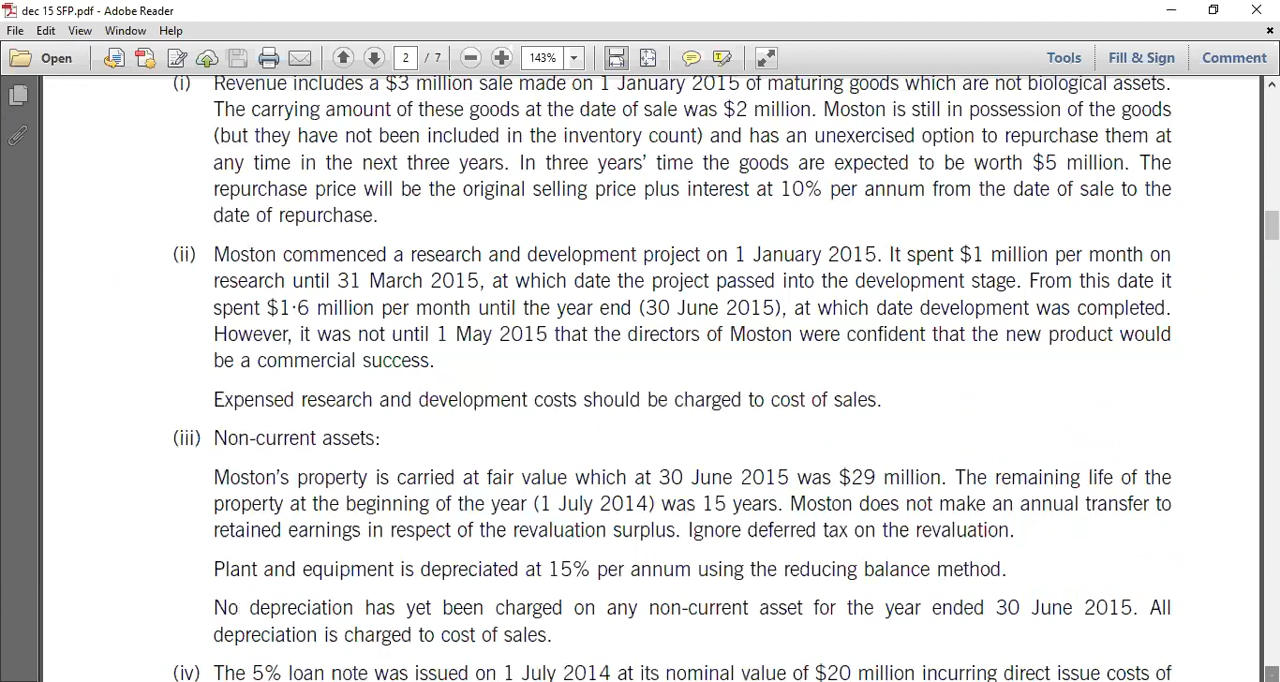 dec 15 SFP.pdf - Adobe Reader
File Edit View Window Help
Open 2 / 7 143% Tools Fill & Sign Comment
(i) Revenue includes a $3 million sale made on 1 January 2015 of maturing goods which are not biological assets.
The carrying amount of these goods at the date of sale was $2 million. Moston is still in possession of the goods
(but they have not been included in the inventory count) and has an unexercised option to repurchase them at
any time in the next three years. In three years' time the goods are expected to be worth $5 million. The
repurchase price will be the original selling price plus interest at 10% per annum from the date of sale to the
date of repurchase.
(ii) Moston commenced a research and development project on 1 January 2015. It spent $1 million per month on
research until 31 March 2015, at which date the project passed into the development stage. From this date it
spent $1·6 million per month until the year end (30 June 2015), at which date development was completed.
However, it was not until 1 May 2015 that the directors of Moston were confident that the new product would
be a commercial success.
Expensed research and development costs should be charged to cost of sales.
(iii) Non-current assets:
Moston's property is carried at fair value which at 30 June 2015 was $29 million. The remaining life of the
property at the beginning of the year (1 July 2014) was 15 years. Moston does not make an annual transfer to
retained earnings in respect of the revaluation surplus. Ignore deferred tax on the revaluation.
Plant and equipment is depreciated at 15% per annum using the reducing balance method.
No depreciation has yet been charged on any non-current asset for the year ended 30 June 2015. All
depreciation is charged to cost of sales.
(iv) The 5% loan note was issued on 1 July 2014 at its nominal value of $20 million incurring direct issue costs of